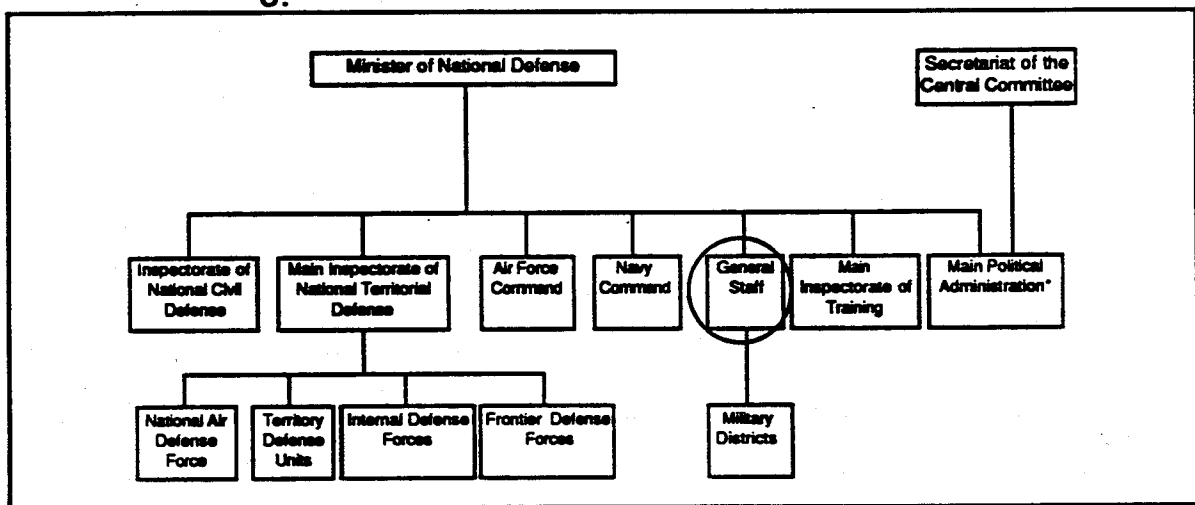 Minister of National Defense
Secretariat of the
Central Committee
Inspectorate of
National Civil
Defense
Main Inspectorate of
National Territorial
Defense
Air Force
Command
Navy
Command
General
Staff
Main
Inspectorate of
Training
Main Political
Administration*
National Air
Defense
Force
Territory
Defense
Units
Internal Defense
Forces
Frontier Defense
Forces
Military
Districts